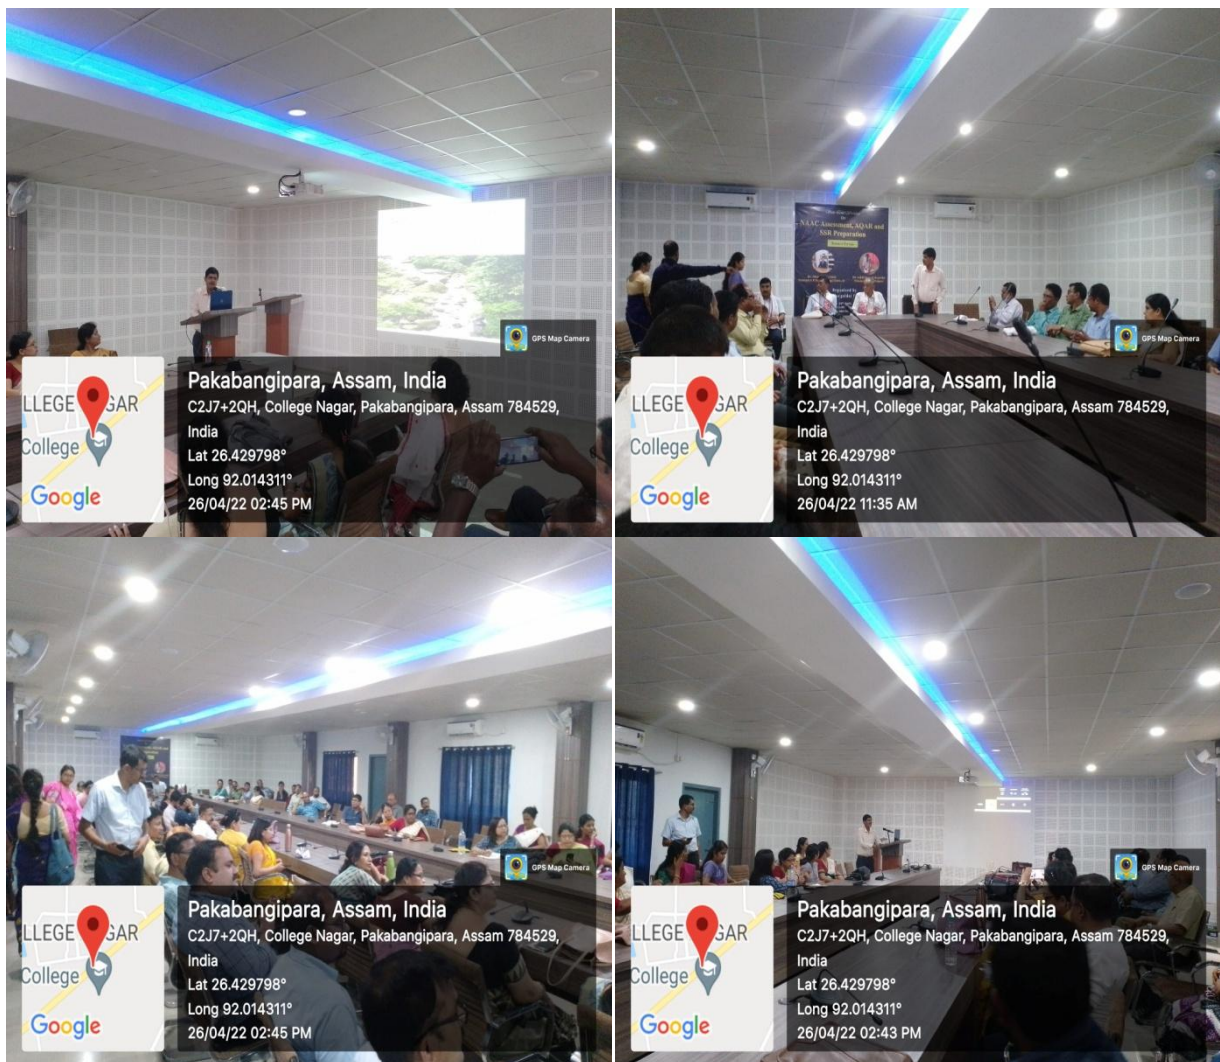 GPS Map Camera
LLEGE GAR
College
Google
Pakabangipara, Assam, India
C2J7+2QH, College Nagar, Pakabangipara, Assam 784529,
India
Lat 26.429798°
Long 92.014311°
26/04/22 02:45 PM
NAAC Assessment, AQAR and
SSR Preparation
Organised by
GPS Map Camera
LLEGE GAR
College
Google
Pakabangipara, Assam, India
C2J7+2QH, College Nagar, Pakabangipara, Assam 784529,
India
Lat 26.429798°
Long 92.014311°
26/04/22 11:35 AM
GPS Map Camera
LLEGE GAR
College
Google
Pakabangipara, Assam, India
C2J7+2QH, College Nagar, Pakabangipara, Assam 784529,
India
Lat 26.429798°
Long 92.014311°
26/04/22 02:45 PM
GPS Map Camera
LLEGE GAR
College
Google
Pakabangipara, Assam, India
C2J7+2QH, College Nagar, Pakabangipara, Assam 784529,
India
Lat 26.429798°
Long 92.014311°
26/04/22 02:43 PM